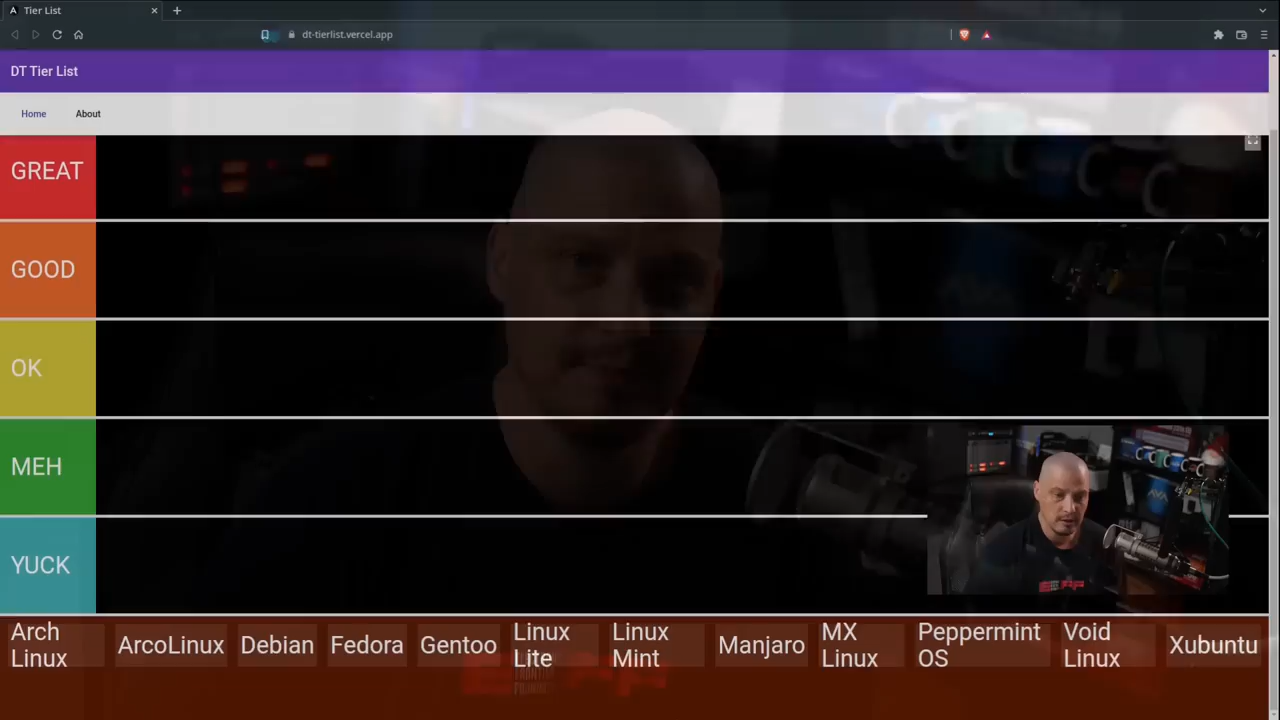 Tier List
dt-tierlist.vercel.app
DT Tier List
Home
About
GREAT
GOOD
OK
MEH
YUCK
AVA
Arch
Linux
ArcoLinux
Debian
Fedora
Gentoo
Linux
Lite
Linux
Mint
Manjaro
MX
Linux
Peppermint
OS
Void
Linux
Xubuntu